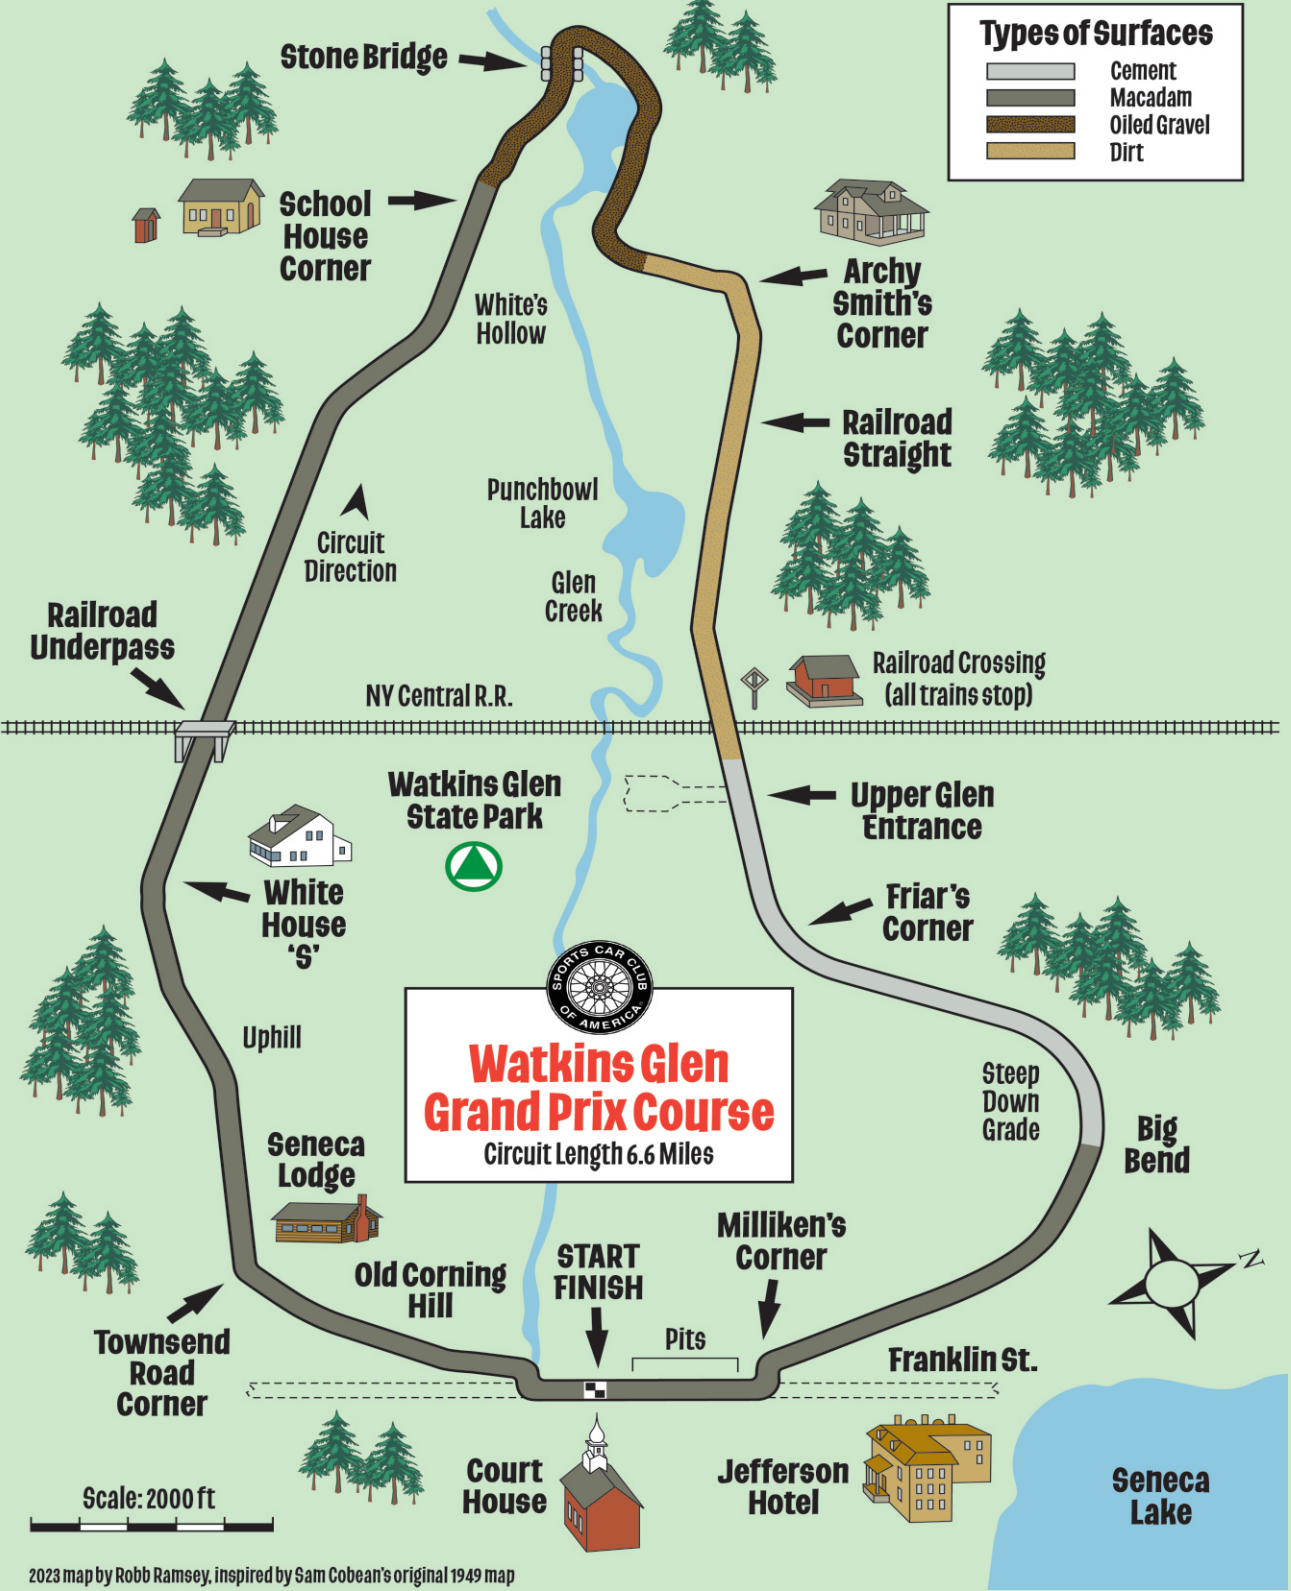 Types of Surfaces
Cement
Macadam
Oiled Gravel
Dirt
Stone Bridge
School
House
Corner
White's
Hollow
Archy
Smith's
Corner
Railroad
Straight
Punchbowl
Lake
Circuit
Direction
Glen
Creek
Railroad
Underpass
NY Central R.R.
Railroad Crossing
(all trains stop)
Watkins Glen
State Park
Upper Glen
Entrance
White
House
‘S’
Friar's
Corner
SPORTS CAR CLUB
OF AMERICA
Watkins Glen
Grand Prix Course
Circuit Length 6.6 Miles
Uphill
Steep
Down
Grade
Big
Bend
Seneca
Lodge
Old Corning
Hill
START
FINISH
Milliken's
Corner
Pits
N
Townsend
Road
Corner
Franklin St.
Court
House
Jefferson
Hotel
Seneca
Lake
Scale: 2000 ft
2023 map by Robb Ramsey, inspired by Sam Cobean's original 1949 map